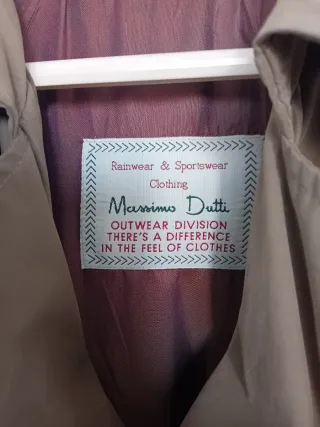 Rainwear & Sportswear
Clothing
Massimo Dutti
OUTWEAR DIVISION
THERE'S A DIFFERENCE
IN THE FEEL OF CLOTHES